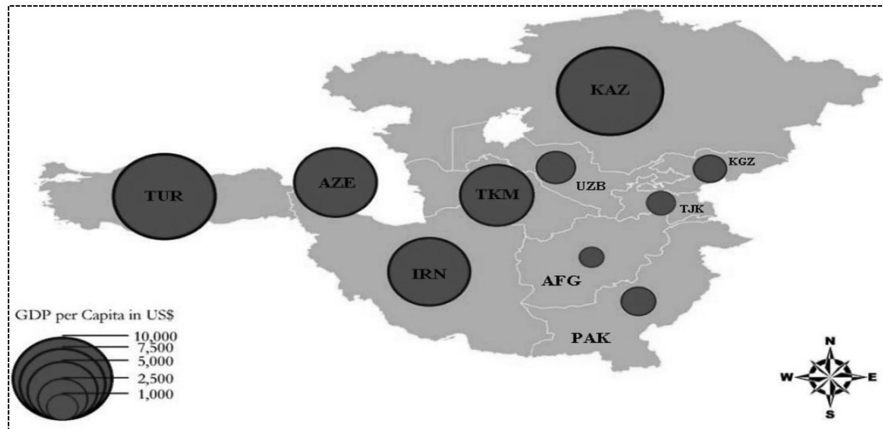 KAZ
KGZ
AZE
UZB
TUR
TKM
TJK
IRN
AFG
PAK
GDP per Capita in US$
10,000
7,500
5,000
2,500
1,000
N
W E
S